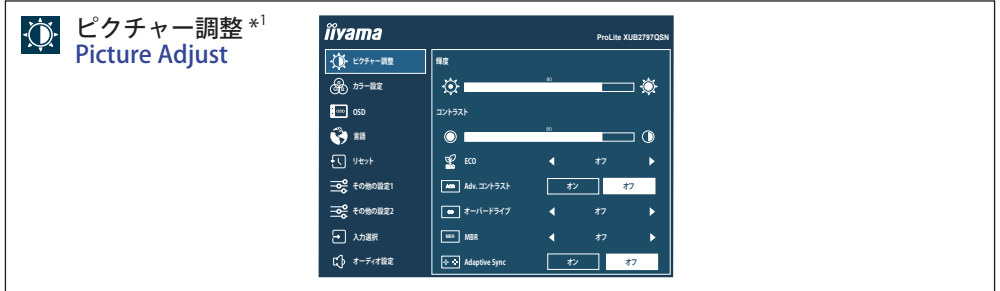 ピクチャー調整 *1
Picture Adjust
iiyama
ProLite XUB2797QSN
ピクチャー調整
カラー設定
OSD
言語
リセット
その他の設定1
その他の設定2
入力選択
オーディオ設定
輝度
80
コントラスト
80
ECO オフ
ACR Adv. コントラスト オン オフ
オーバードライブ オフ
MBR MBR オフ
Adaptive Sync オン オフ